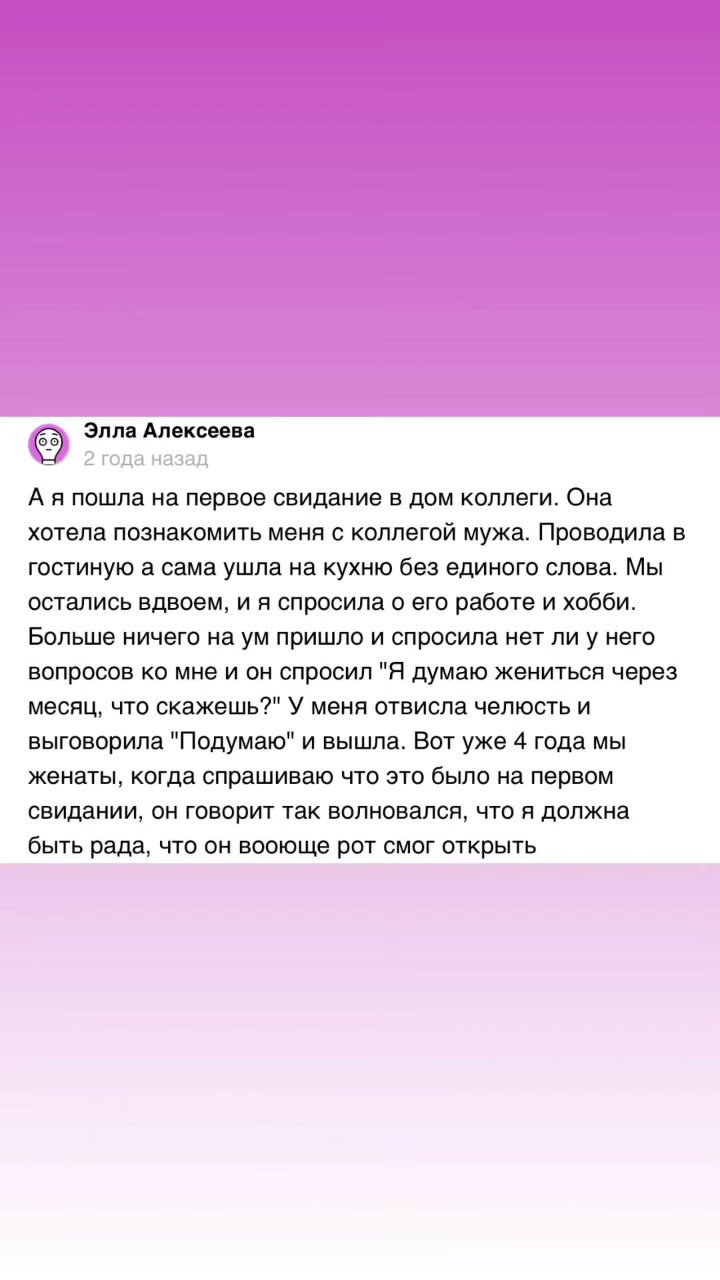 Элла Алексеева
2 года назад
А я пошла на первое свидание в дом коллеги. Она
хотела познакомить меня с коллегой мужа. Проводила в
гостиную а сама ушла на кухню без единого слова. Мы
остались вдвоем, и я спросила о его работе и хобби.
Больше ничего на ум пришло и спросила нет ли у него
вопросов ко мне и он спросил "Я думаю жениться через
месяц, что скажешь?" У меня отвисла челюсть и
выговорила "Подумаю" и вышла. Вот уже 4 года мы
женаты, когда спрашиваю что это было на первом
свидании, он говорит так волновался, что я должна
быть рада, что он вооюще рот смог открыть